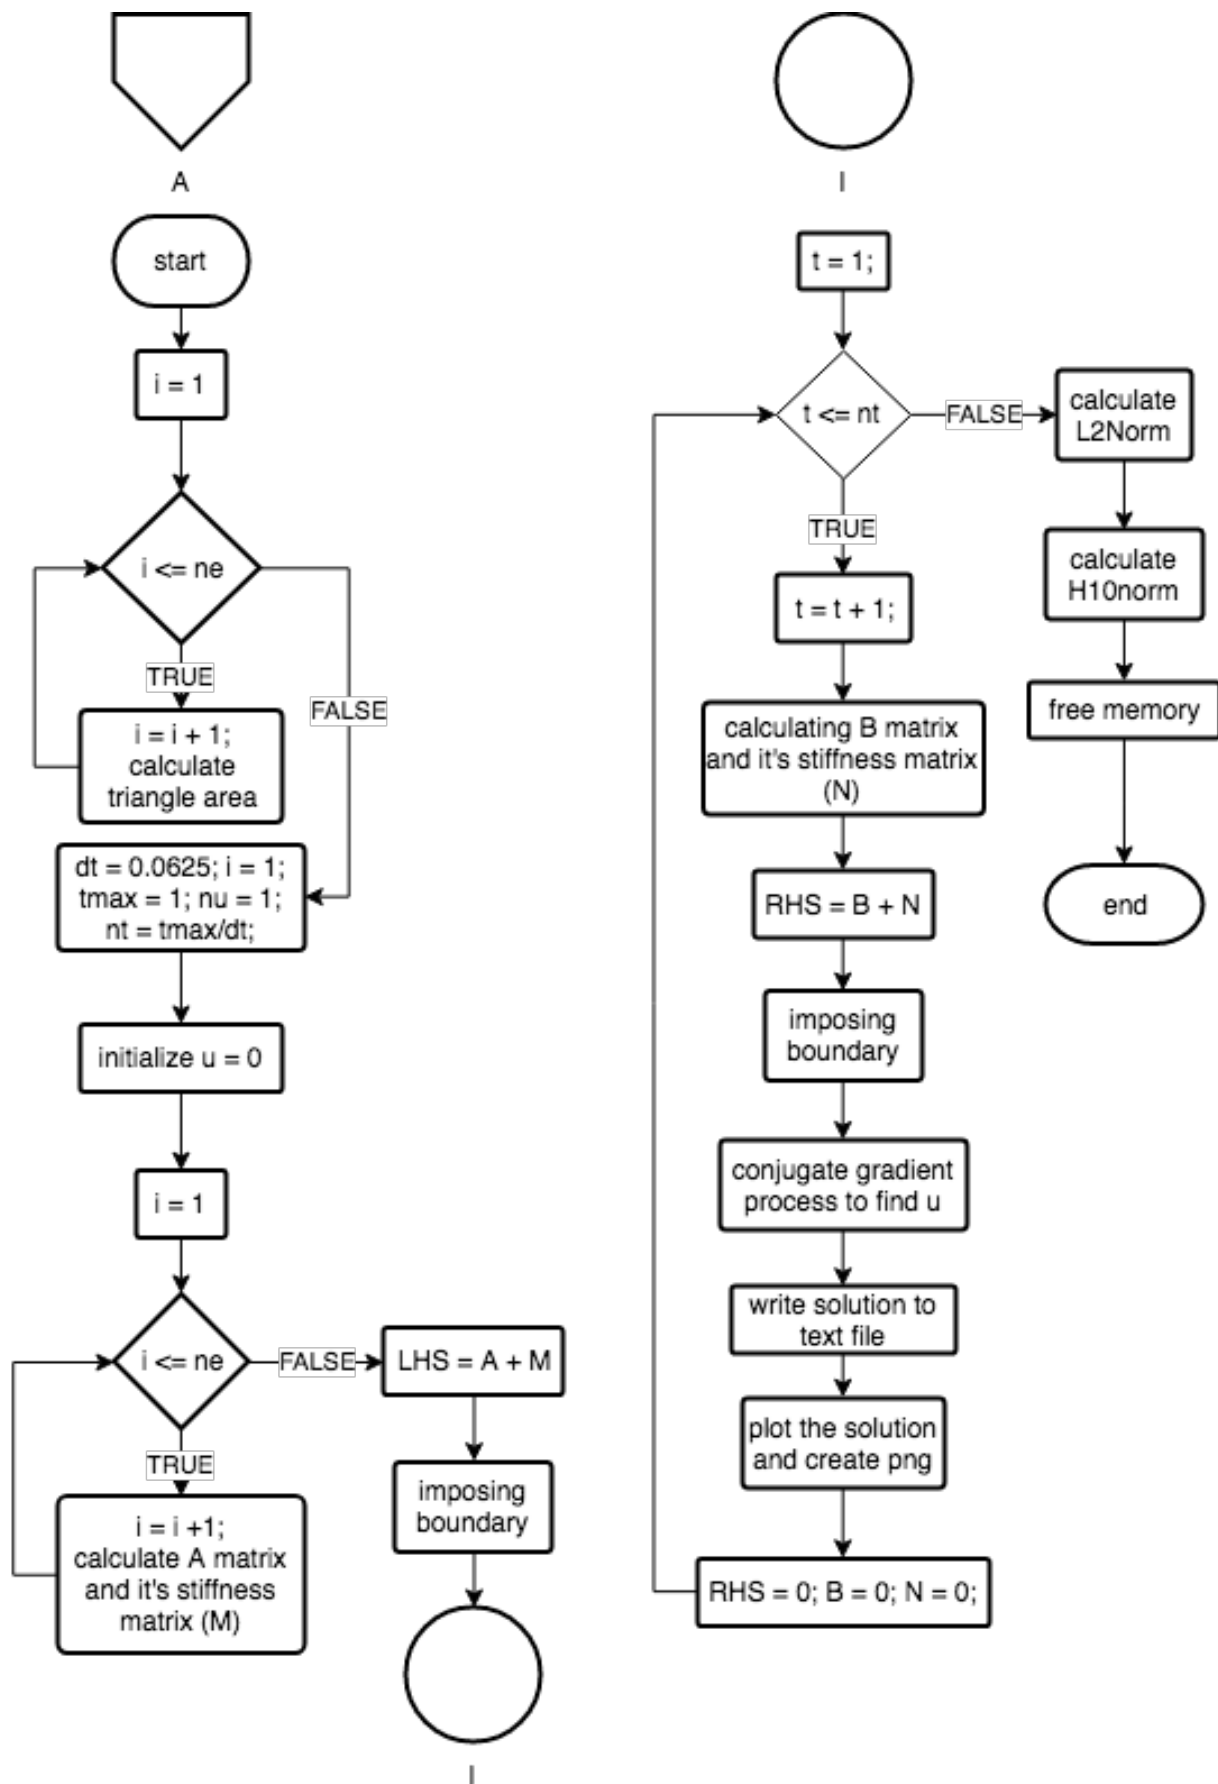 A
start
i = 1
i <= ne
TRUE
FALSE
i = i + 1;
calculate
triangle area
dt = 0.0625; i = 1;
tmax = 1; nu = 1;
nt = tmax/dt;
initialize u = 0
i = 1
i <= ne
FALSE
LHS = A + M
TRUE
i = i +1;
calculate A matrix
and it's stiffness
matrix (M)
imposing
boundary
I
I
t = 1;
t <= nt
FALSE
calculate
L2Norm
TRUE
calculate
H10norm
t = t + 1;
free memory
calculating B matrix
and it's stiffness matrix
(N)
RHS = B + N
end
imposing
boundary
conjugate gradient
process to find u
write solution to
text file
plot the solution
and create png
RHS = 0; B = 0; N = 0;